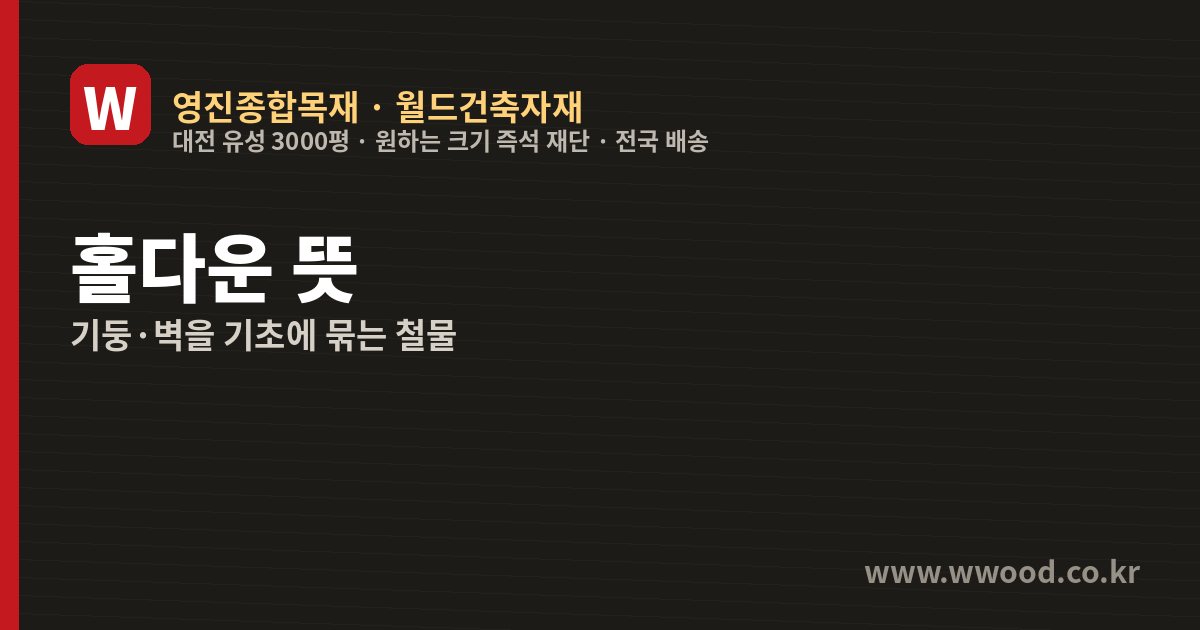 W
영진종합목재 · 월드건축자재
대전 유성 3000평 · 원하는 크기 즉석 재단 · 전국 배송
홀다운 뜻
기둥·벽을 기초에 묶는 철물
www.wwood.co.kr